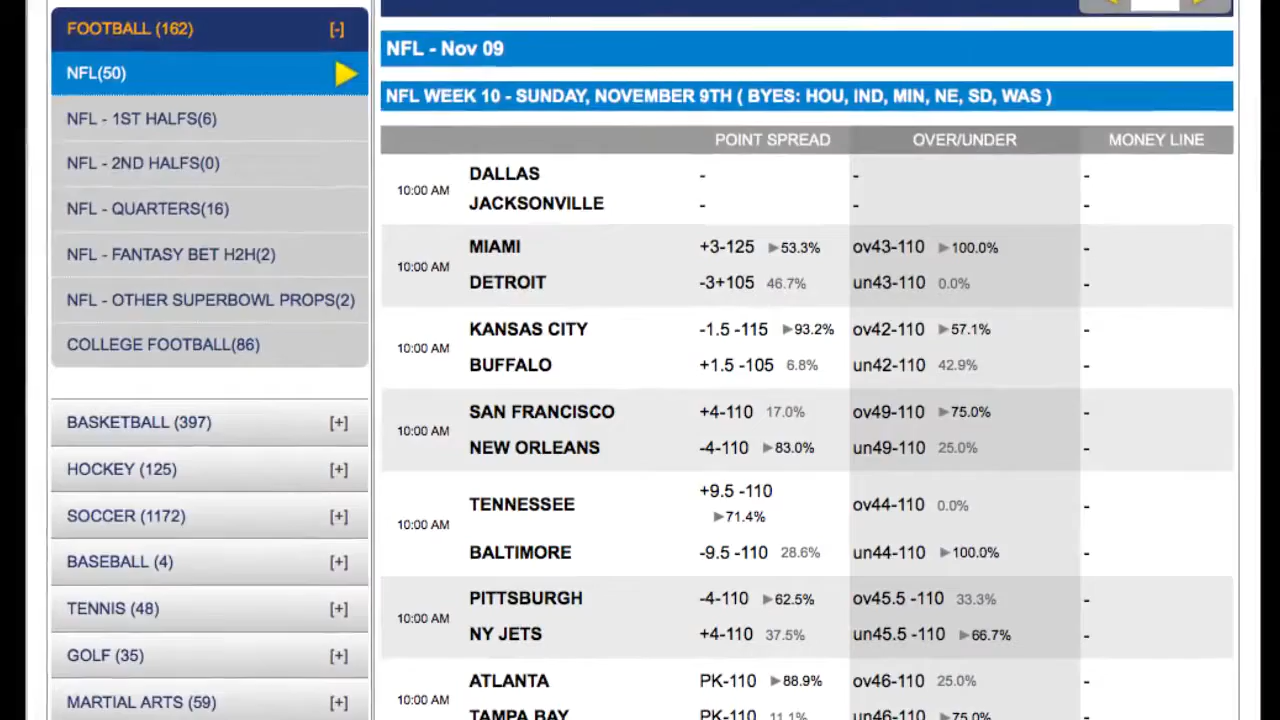 FOOTBALL (162) [-]
NFL(50)
NFL - 1ST HALFS(6)
NFL - 2ND HALFS(0)
NFL - QUARTERS(16)
NFL - FANTASY BET H2H(2)
NFL - OTHER SUPERBOWL PROPS(2)
COLLEGE FOOTBALL(86)
BASKETBALL (397) [+]
HOCKEY (125) [+]
SOCCER (1172) [+]
BASEBALL (4) [+]
TENNIS (48) [+]
GOLF (35) [+]
MARTIAL ARTS (59) [+]
NFL - Nov 09
NFL WEEK 10 - SUNDAY, NOVEMBER 9TH ( BYES: HOU, IND, MIN, NE, SD, WAS )
POINT SPREAD OVER/UNDER MONEY LINE
10:00 AM
DALLAS - - -
JACKSONVILLE - - -
10:00 AM
MIAMI +3-125 ▶53.3% ov43-110 ▶100.0% -
DETROIT -3+105 46.7% un43-110 0.0% -
10:00 AM
KANSAS CITY -1.5 -115 ▶93.2% ov42-110 ▶57.1% -
BUFFALO +1.5 -105 6.8% un42-110 42.9% -
10:00 AM
SAN FRANCISCO +4-110 17.0% ov49-110 ▶75.0% -
NEW ORLEANS -4-110 ▶83.0% un49-110 25.0% -
10:00 AM
+9.5 -110
TENNESSEE ▶71.4% ov44-110 0.0% -
BALTIMORE -9.5 -110 28.6% un44-110 ▶100.0% -
10:00 AM
PITTSBURGH -4-110 ▶62.5% ov45.5 -110 33.3% -
NY JETS +4-110 37.5% un45.5 -110 ▶66.7% -
10:00 AM
ATLANTA PK-110 ▶88.9% ov46-110 25.0% -
TAMPA BAY PK-110 11.1% un46-110 ▶75.0% -